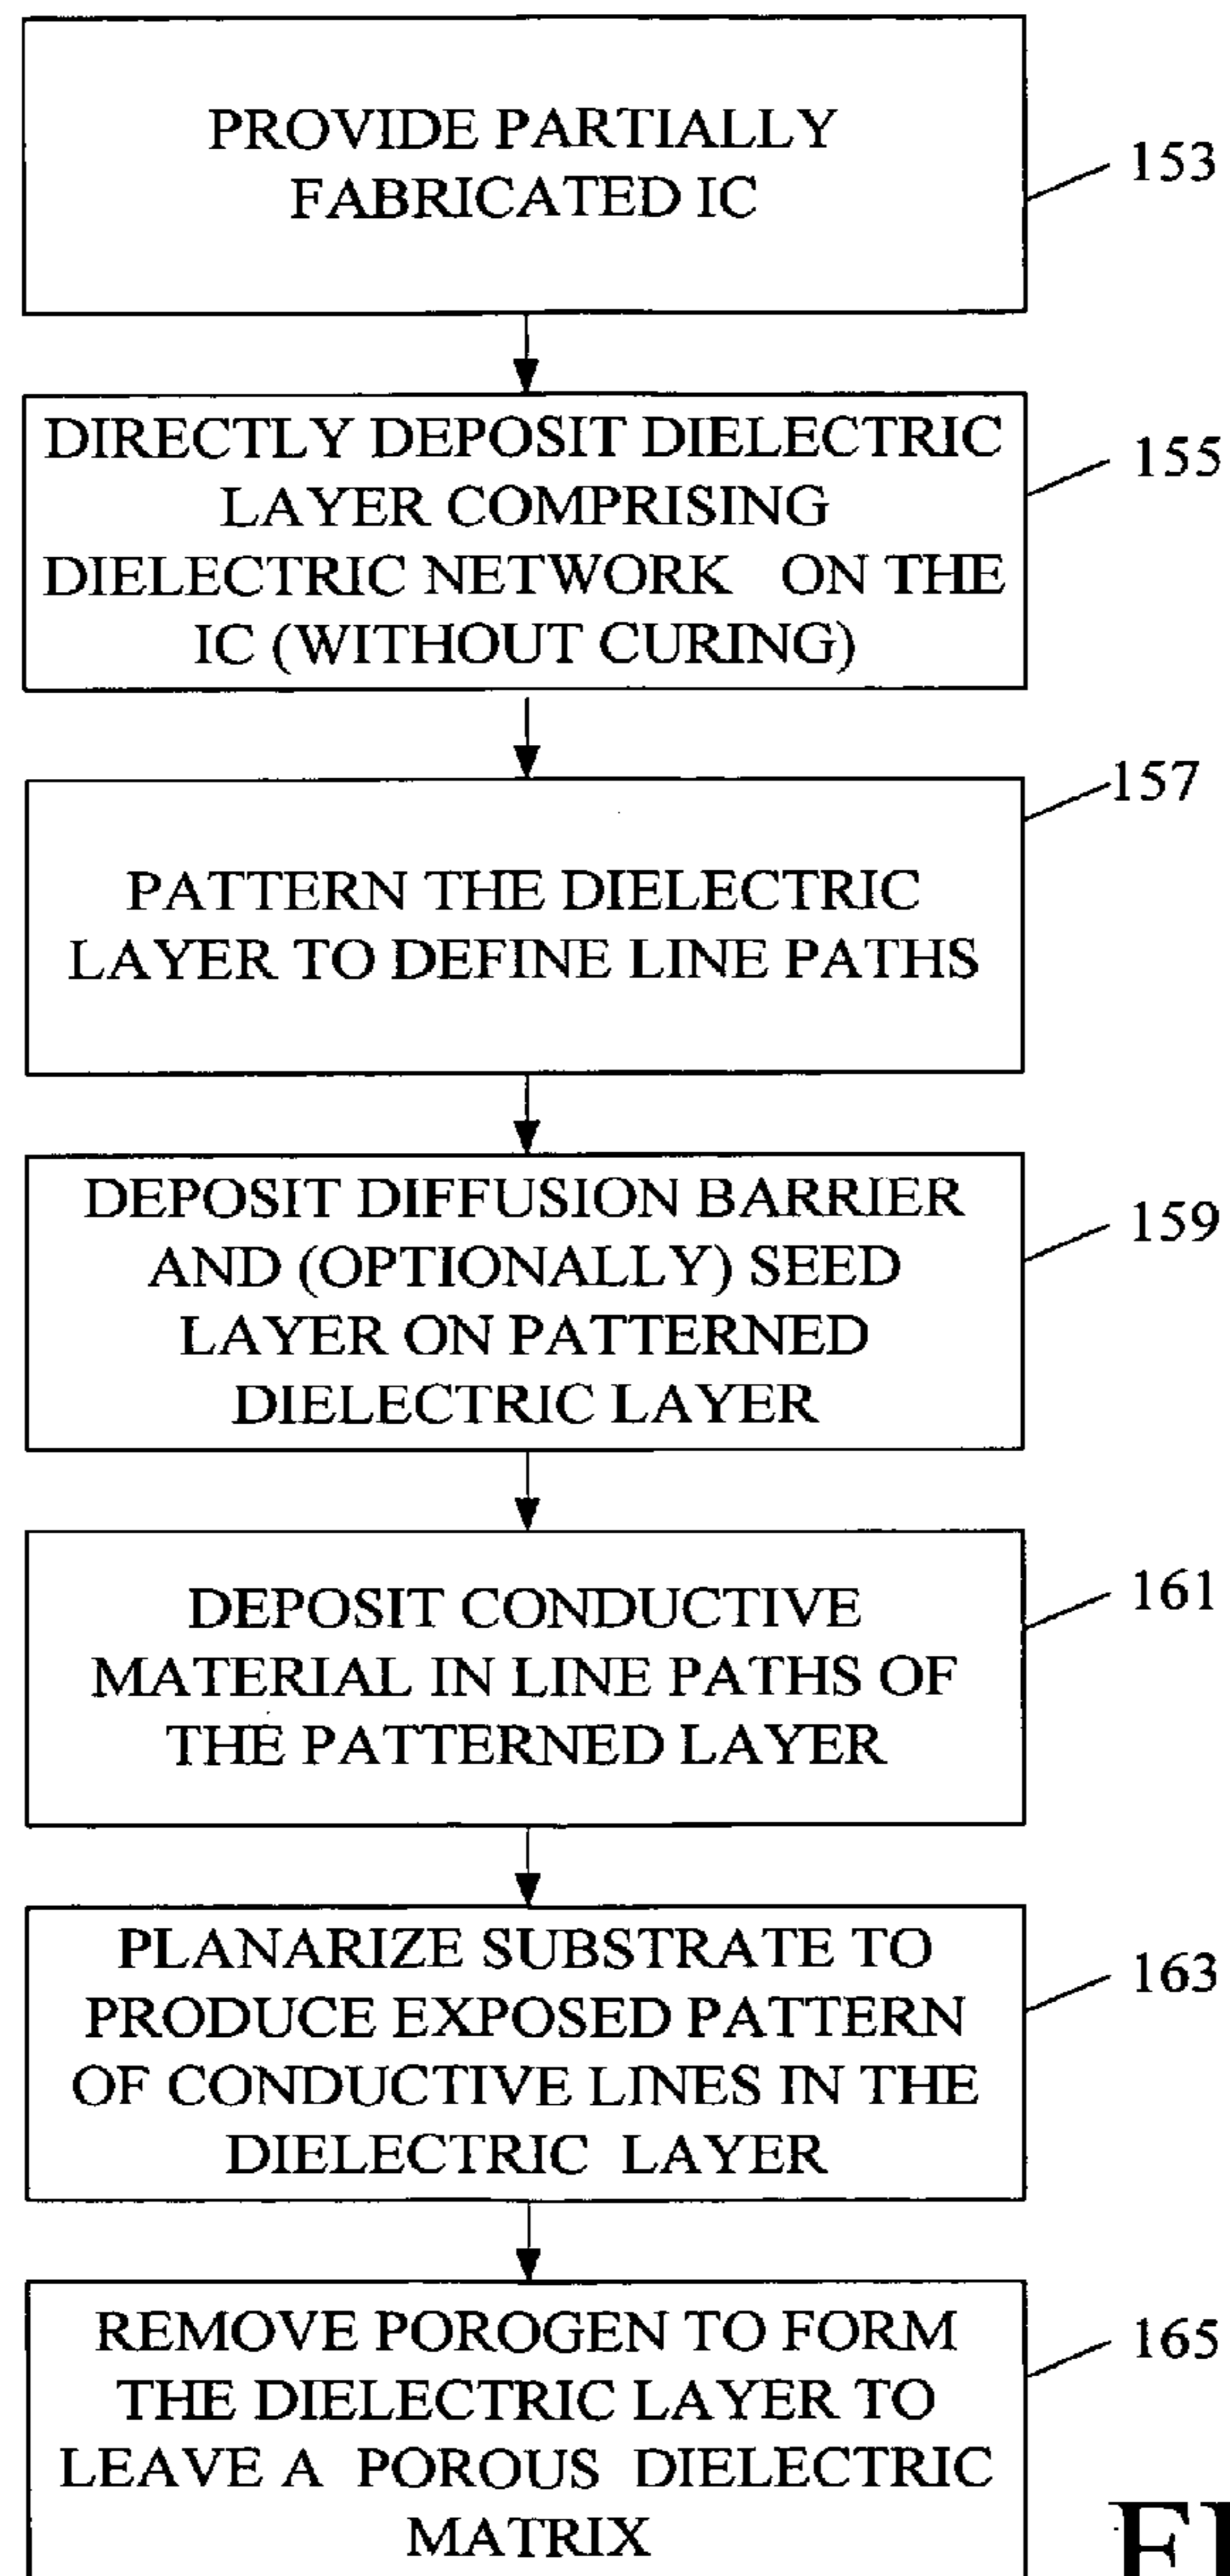 PROVIDE PARTIALLY
FABRICATED IC
153
DIRECTLY DEPOSIT DIELECTRIC
LAYER COMPRISING
DIELECTRIC NETWORK ON THE
IC (WITHOUT CURING)
155
PATTERN THE DIELECTRIC
LAYER TO DEFINE LINE PATHS
157
DEPOSIT DIFFUSION BARRIER
AND (OPTIONALLY) SEED
LAYER ON PATTERNED
DIELECTRIC LAYER
159
DEPOSIT CONDUCTIVE
MATERIAL IN LINE PATHS OF
THE PATTERNED LAYER
161
PLANARIZE SUBSTRATE TO
PRODUCE EXPOSED PATTERN
OF CONDUCTIVE LINES IN THE
DIELECTRIC LAYER
163
REMOVE POROGEN TO FORM
THE DIELECTRIC LAYER TO
LEAVE A POROUS DIELECTRIC
MATRIX
165